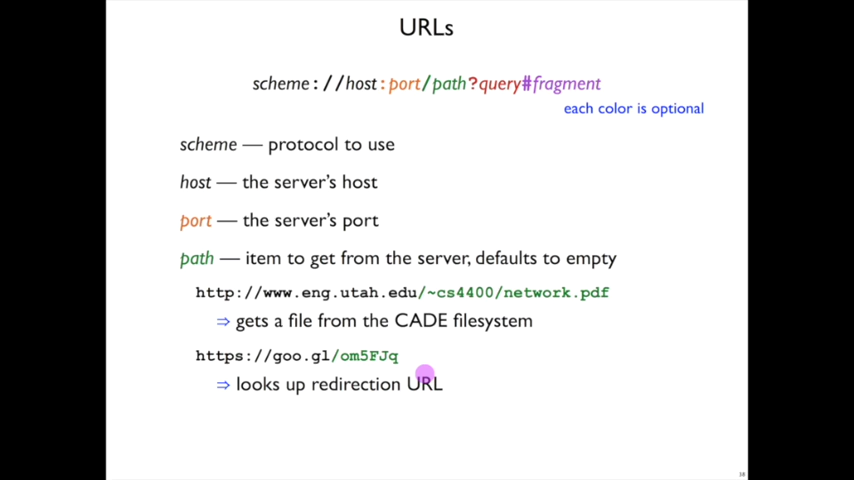 URLs
scheme://host:port/path?query#fragment
each color is optional
scheme — protocol to use
host — the server's host
port — the server's port
path — item to get from the server, defaults to empty
http://www.eng.utah.edu/~cs4400/network.pdf
⇒ gets a file from the CADE filesystem
https://goo.gl/om5FJq
⇒ looks up redirection URL